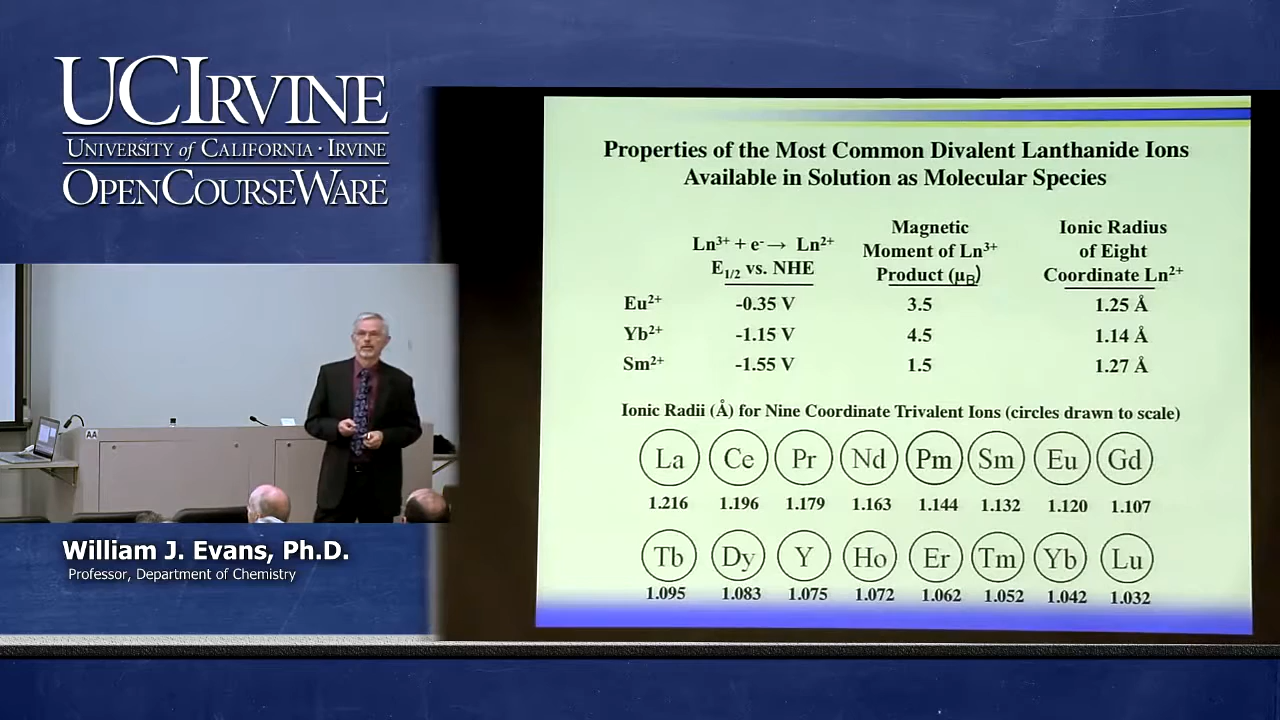 UCIRVINE
UNIVERSITY of CALIFORNIA · IRVINE
OPENCOURSEWARE
AA
William J. Evans, Ph.D.
Professor, Department of Chemistry
Properties of the Most Common Divalent Lanthanide Ions
Available in Solution as Molecular Species
Ln³⁺ + e⁻ → Ln²⁺
E₁/₂ vs. NHE
Magnetic
Moment of Ln³⁺
Product (μB)
Ionic Radius
of Eight
Coordinate Ln²⁺
Eu²⁺ -0.35 V 3.5 1.25 Å
Yb²⁺ -1.15 V 4.5 1.14 Å
Sm²⁺ -1.55 V 1.5 1.27 Å
Ionic Radii (Å) for Nine Coordinate Trivalent Ions (circles drawn to scale)
La Ce Pr Nd Pm Sm Eu Gd
1.216 1.196 1.179 1.163 1.144 1.132 1.120 1.107
Tb Dy Y Ho Er Tm Yb Lu
1.095 1.083 1.075 1.072 1.062 1.052 1.042 1.032